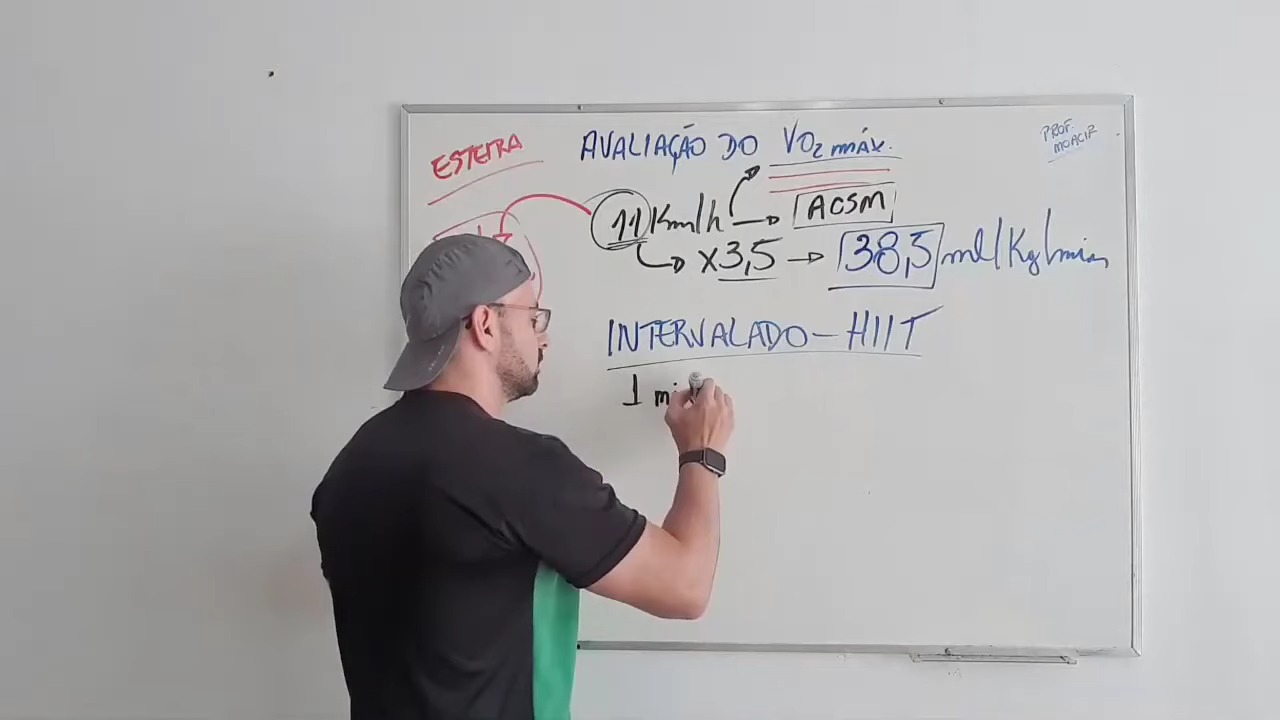 ESTEIRA
AVALIAÇÃO DO VO2 máx.
PROF. MOACIR
11 Km/h → ACSM
x3,5 → 38,5 ml/Kg/min
INTERVALADO – HIIT
1 mi